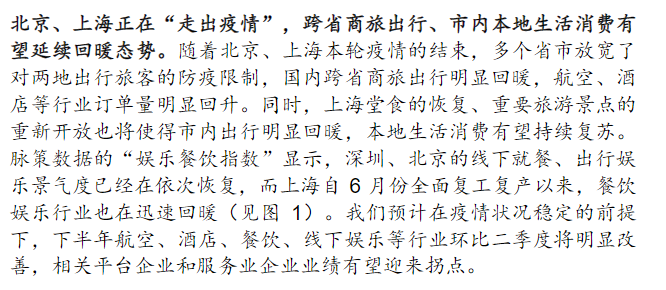 北京、上海正在“走出疫情”，跨省商旅出行、市内本地生活消费有
望延续回暖态势。随着北京、上海本轮疫情的结束，多个省市放宽了
对两地出行旅客的防疫限制，国内跨省商旅出行明显回暖，航空、酒
店等行业订单量明显回升。同时，上海堂食的恢复、重要旅游景点的
重新开放也将使得市内出行明显回暖，本地生活消费有望持续复苏。
脉策数据的“娱乐餐饮指数”显示，深圳、北京的线下就餐、出行娱
乐景气度已经在依次恢复，而上海自 6 月份全面复工复产以来，餐饮
娱乐行业也在迅速回暖（见图 1）。我们预计在疫情状况稳定的前提
下，下半年航空、酒店、餐饮、线下娱乐等行业环比二季度将明显改
善，相关平台企业和服务业企业业绩有望迎来拐点。